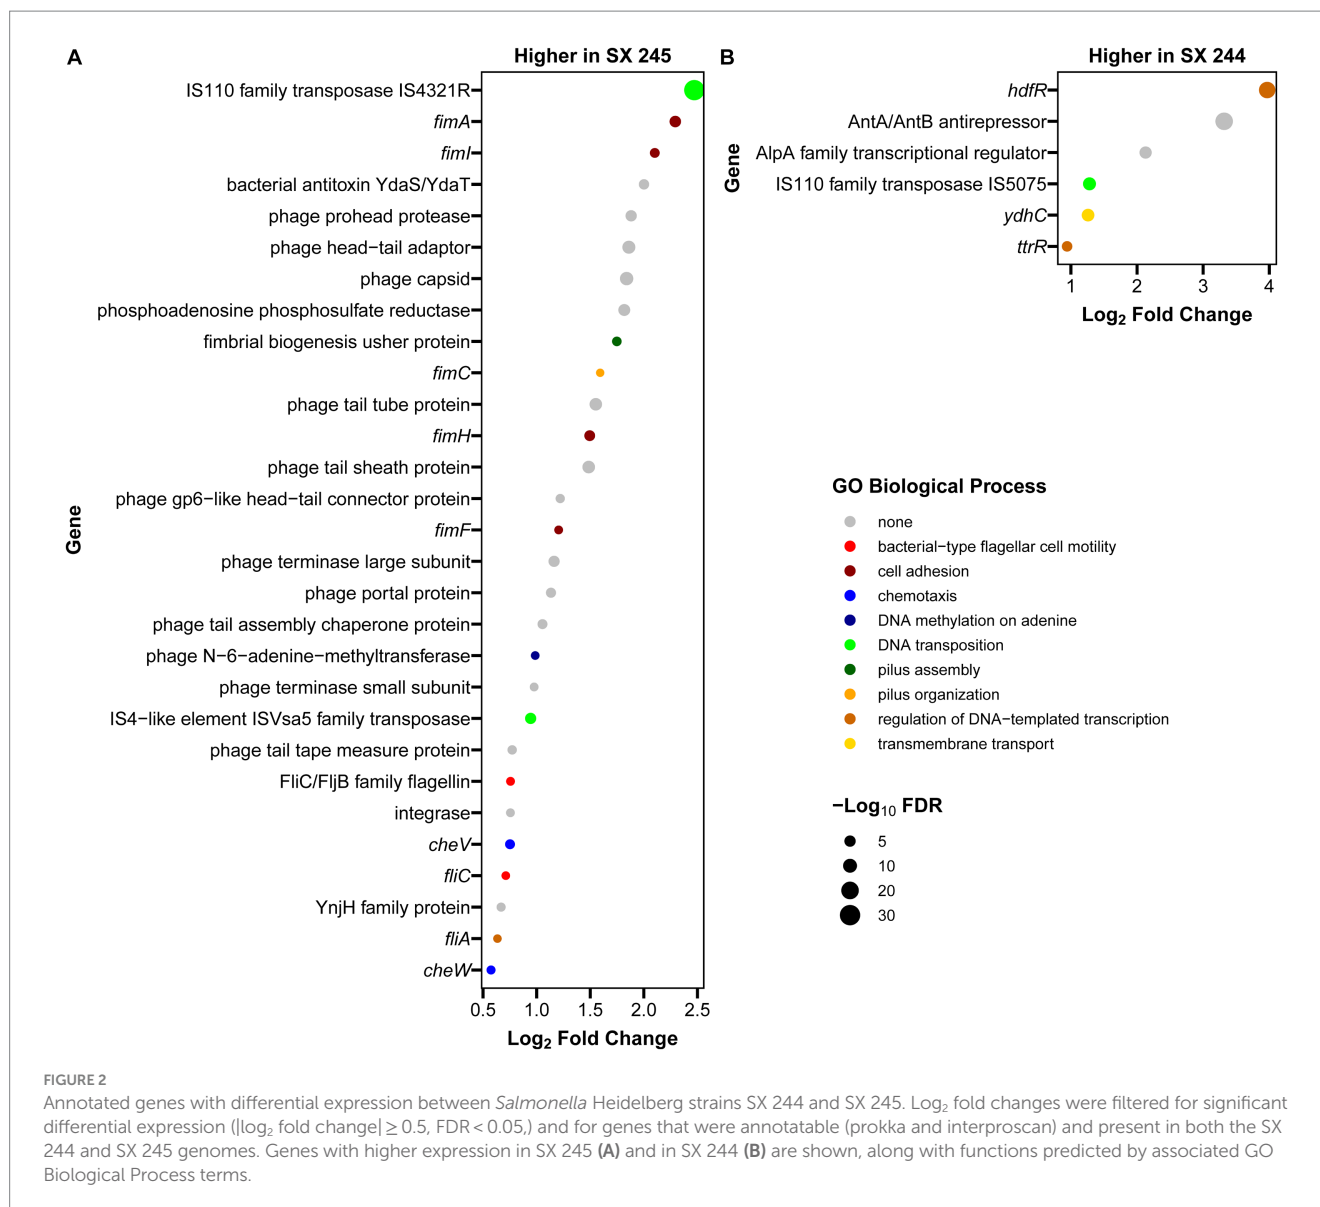 A
Higher in SX 245
IS110 family transposase IS4321R
fimA
fimI
bacterial antitoxin YdaS/YdaT
phage prohead protease
phage head−tail adaptor
phage capsid
phosphoadenosine phosphosulfate reductase
fimbrial biogenesis usher protein
fimC
phage tail tube protein
fimH
phage tail sheath protein
phage gp6−like head−tail connector protein
fimF
phage terminase large subunit
phage portal protein
phage tail assembly chaperone protein
phage N−6−adenine−methyltransferase
phage terminase small subunit
IS4−like element ISVsa5 family transposase
phage tail tape measure protein
FliC/FljB family flagellin
integrase
cheV
fliC
YnjH family protein
fliA
cheW
Gene
0.5 1.0 1.5 2.0 2.5
Log₂ Fold Change
B
Higher in SX 244
hdfR
AntA/AntB antirepressor
AlpA family transcriptional regulator
IS110 family transposase IS5075
ydhC
ttrR
Gene
1 2 3 4
Log₂ Fold Change
GO Biological Process
none
bacterial−type flagellar cell motility
cell adhesion
chemotaxis
DNA methylation on adenine
DNA transposition
pilus assembly
pilus organization
regulation of DNA−templated transcription
transmembrane transport
−Log₁₀ FDR
5
10
20
30
FIGURE 2
Annotated genes with differential expression between Salmonella Heidelberg strains SX 244 and SX 245. Log₂ fold changes were filtered for significant
differential expression (|log₂ fold change| ≥ 0.5, FDR < 0.05,) and for genes that were annotatable (prokka and interproscan) and present in both the SX
244 and SX 245 genomes. Genes with higher expression in SX 245 (A) and in SX 244 (B) are shown, along with functions predicted by associated GO
Biological Process terms.